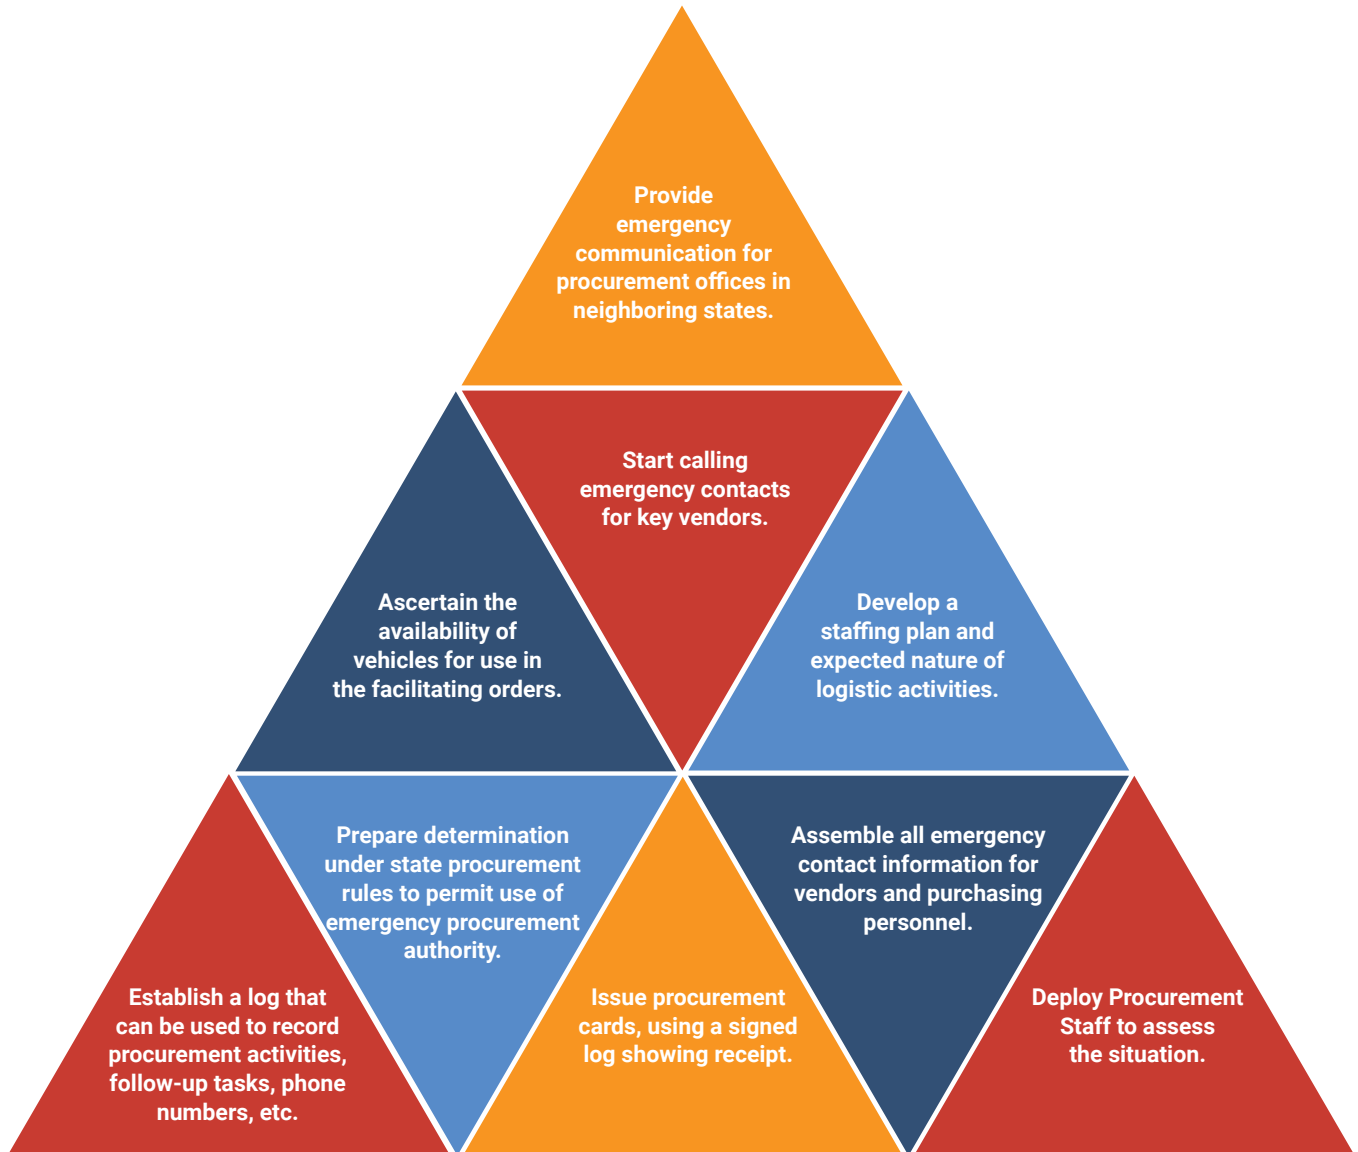 Provide
emergency
communication for
procurement offices in
neighboring states.
Start calling
emergency contacts
for key vendors.
Ascertain the
availability of
vehicles for use in
the facilitating orders.
Develop a
staffing plan and
expected nature of
logistic activities.
Establish a log that
can be used to record
procurement activities,
follow-up tasks, phone
numbers, etc.
Prepare determination
under state procurement
rules to permit use of
emergency procurement
authority.
Issue procurement
cards, using a signed
log showing receipt.
Assemble all emergency
contact information for
vendors and purchasing
personnel.
Deploy Procurement
Staff to assess
the situation.